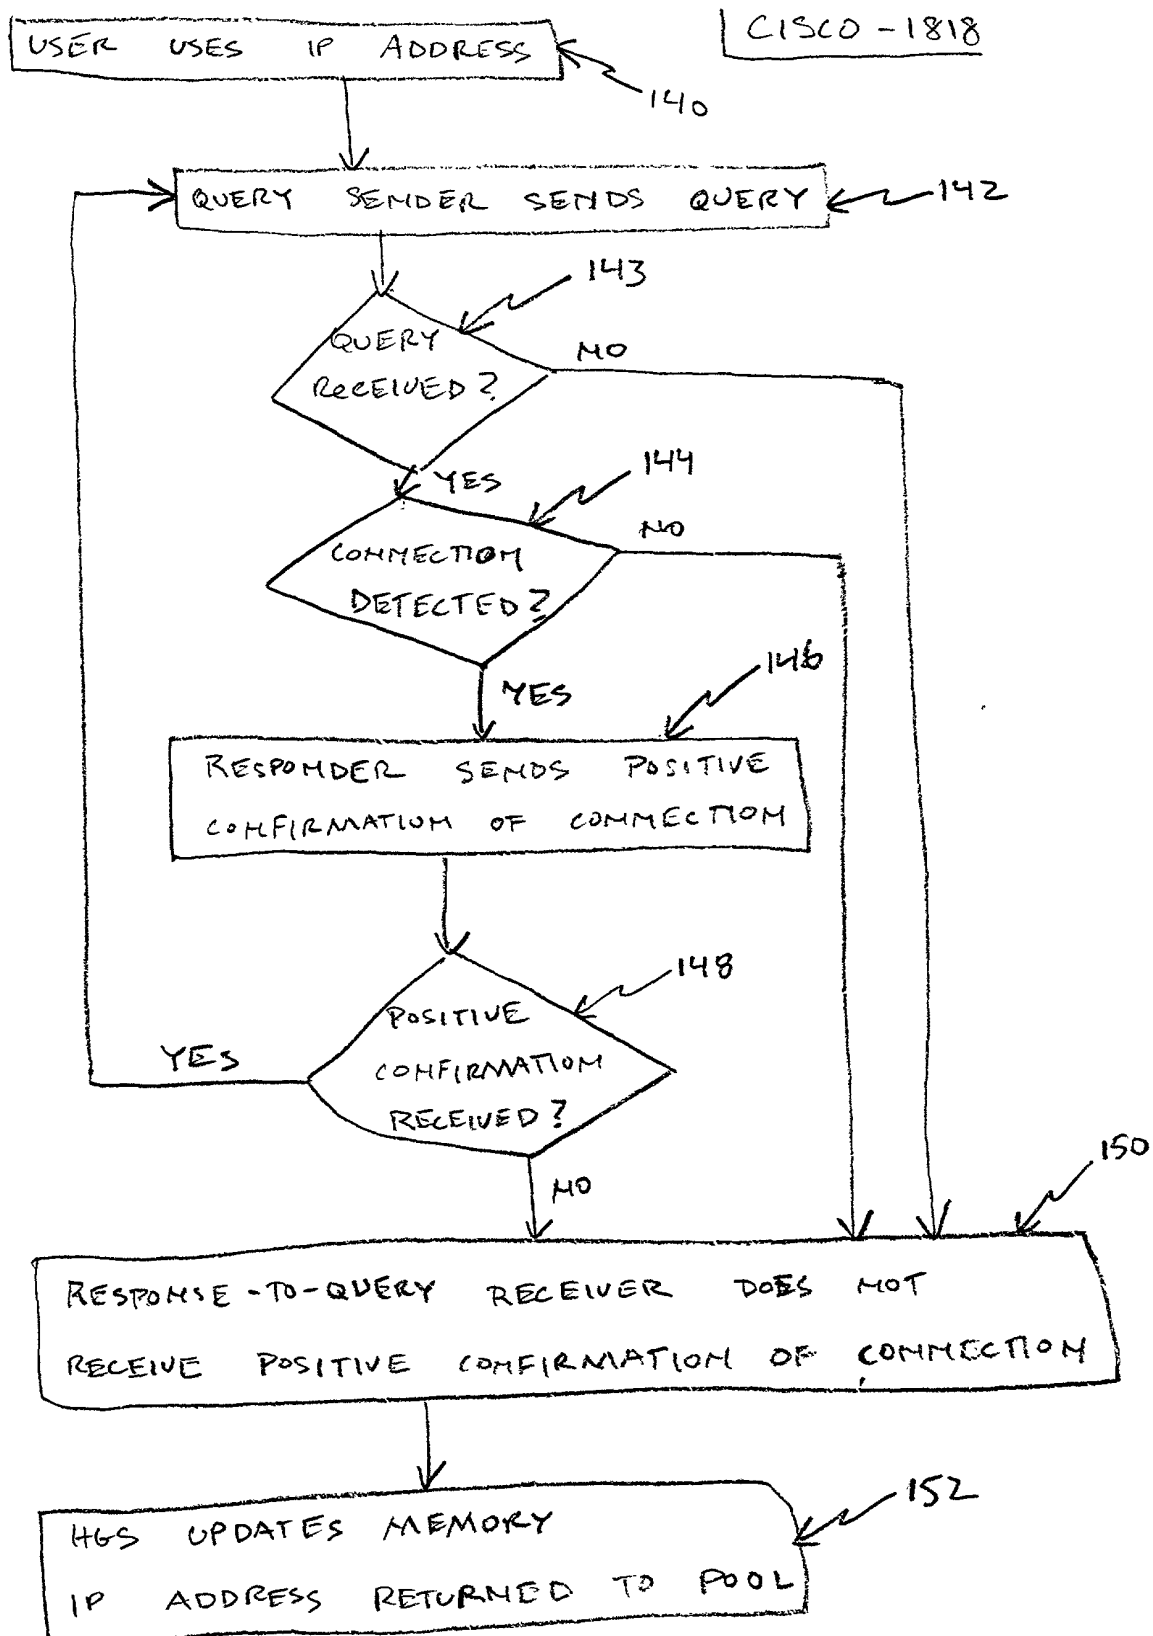 USER USES IP ADDRESS
CISCO-1818
140
QUERY SENDER SENDS QUERY
142
143
QUERY
RECEIVED?
NO
YES
144
CONNECTION
DETECTED?
NO
YES
146
RESPONDER SENDS POSITIVE
CONFIRMATION OF CONNECTION
148
POSITIVE
CONFIRMATION
RECEIVED?
YES
NO
150
RESPONSE-TO-QUERY RECEIVER DOES NOT
RECEIVE POSITIVE CONFIRMATION OF CONNECTION
152
HGS UPDATES MEMORY
IP ADDRESS RETURNED TO POOL